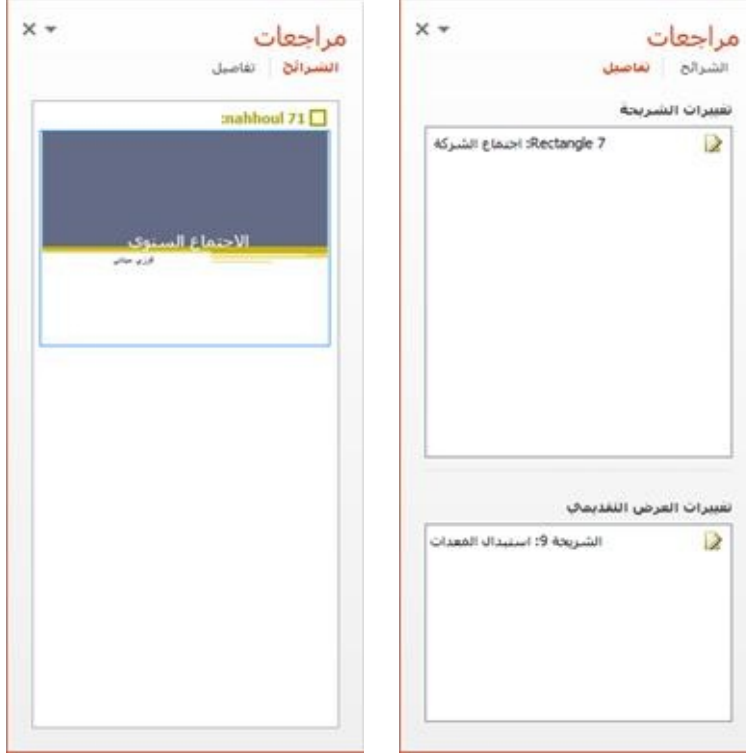 مراجعات
الشرائح تفاصيل
تغييرات الشريحة
Rectangle 7: اجتماع الشركة
تغييرات العرض التقديمي
الشريحة 9: استبدال المعدات
مراجعات
الشرائح تفاصيل
nahhoul 71:
الاجتماع السنوي